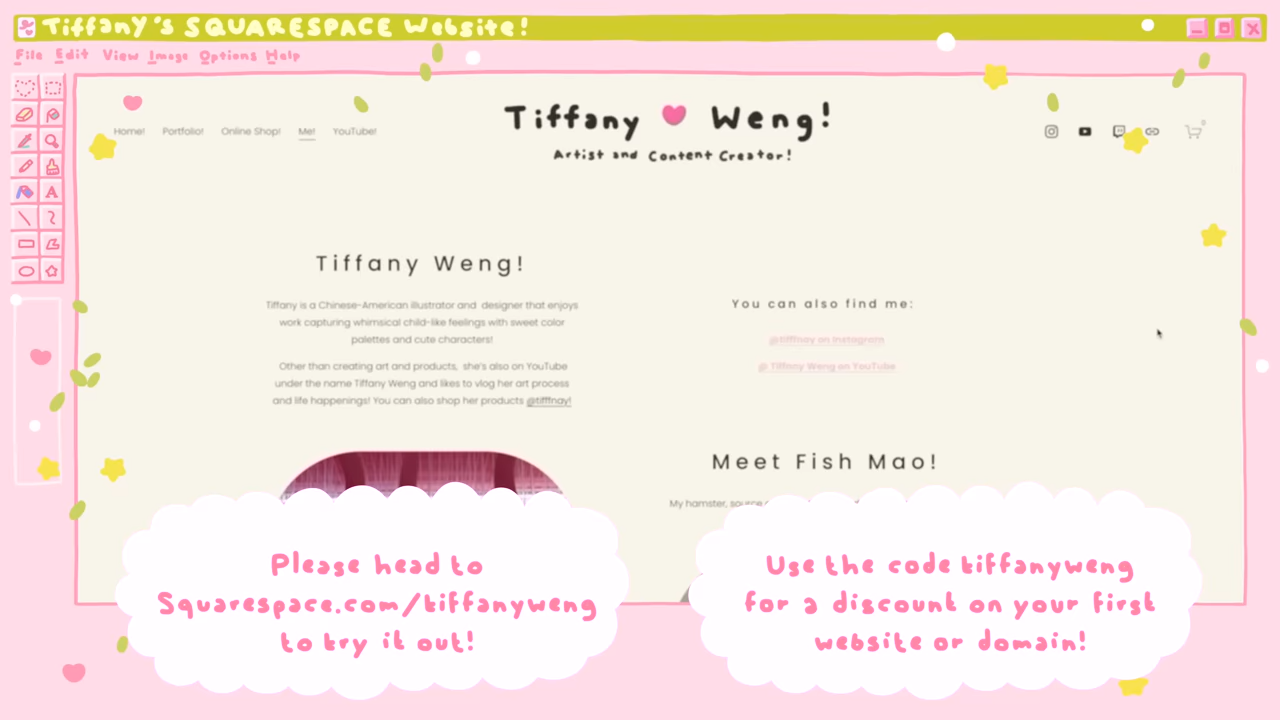 Tiffany's SQUARESPACE Website!
File Edit View Image Options Help
Home! Portfolio! Online Shop! Me! YouTube!
Tiffany Weng!
Artist and Content Creator!
0
Tiffany Weng!
Tiffany is a Chinese-American illustrator and designer that enjoys
work capturing whimsical child-like feelings with sweet color
palettes and cute characters!
Other than creating art and products, she's also on YouTube
under the name Tiffany Weng and likes to vlog her art process
and life happenings! You can also shop her products @tifffnay!
You can also find me:
@tifffnay on Instagram
@ Tiffany Weng on YouTube
Meet Fish Mao!
My hamster, source
Please head to
Squarespace.com/tiffanyweng
to try it out!
Use the code tiffanyweng
for a discount on your first
website or domain!